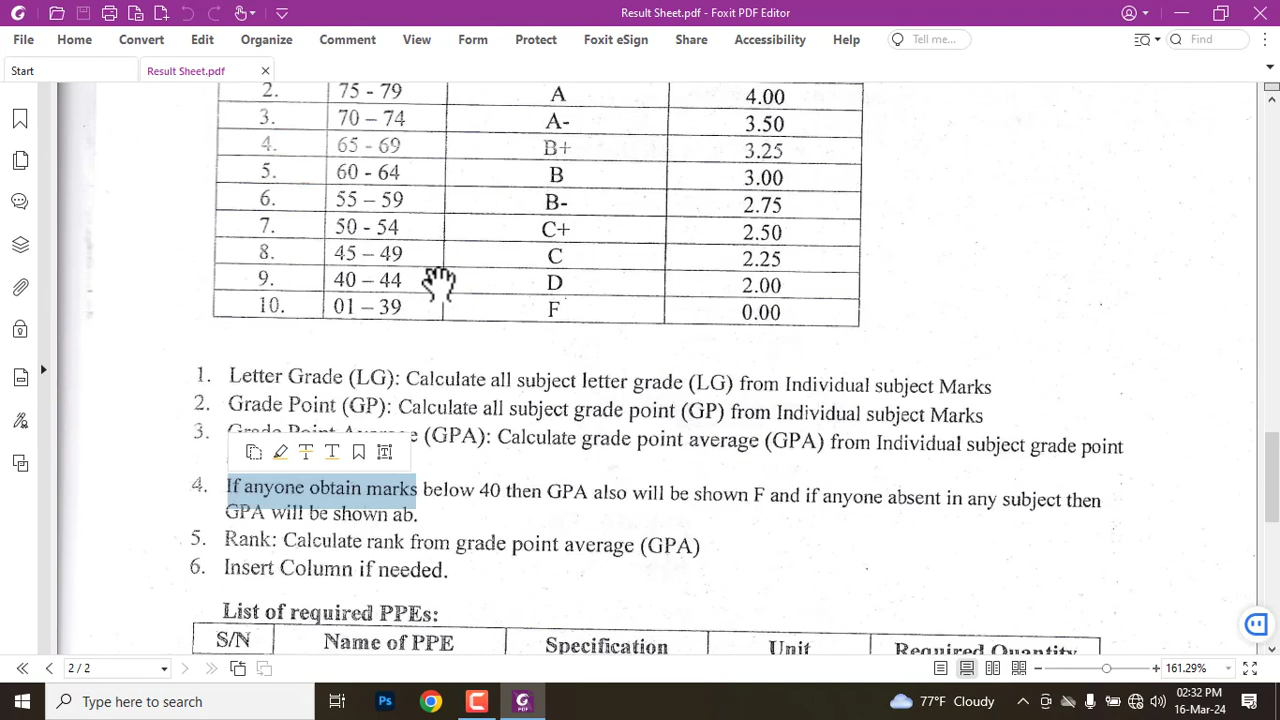 Result Sheet.pdf - Foxit PDF Editor
File Home Convert Edit Organize Comment View Form Protect Foxit eSign Share Accessibility Help Tell me... Find
Start Result Sheet.pdf
2. 75 - 79 A 4.00
3. 70 – 74 A- 3.50
4. 65 - 69 B+ 3.25
5. 60 - 64 B 3.00
6. 55 – 59 B- 2.75
7. 50 - 54 C+ 2.50
8. 45 – 49 C 2.25
9. 40 – 44 D 2.00
10. 01 – 39 F 0.00
1. Letter Grade (LG): Calculate all subject letter grade (LG) from Individual subject Marks
2. Grade Point (GP): Calculate all subject grade point (GP) from Individual subject Marks
3. Grade Point Average (GPA): Calculate grade point average (GPA) from Individual subject grade point
4. If anyone obtain marks below 40 then GPA also will be shown F and if anyone absent in any subject then
GPA will be shown ab.
5. Rank: Calculate rank from grade point average (GPA)
6. Insert Column if needed.
List of required PPEs:
S/N Name of PPE Specification Unit Required Quantity
2 / 2 161.29%
Type here to search Ps 77°F Cloudy 02:32 PM
16-Mar-24